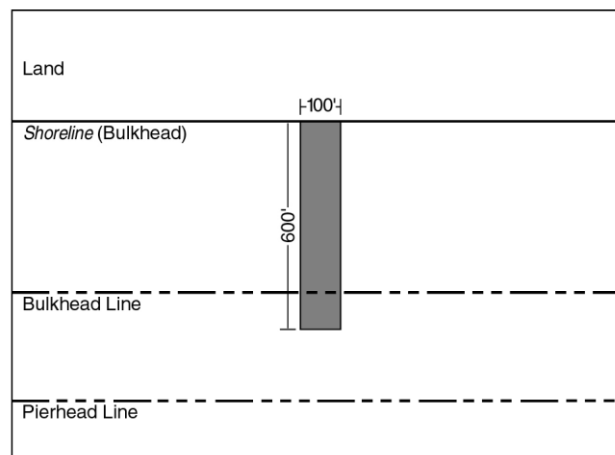 Land
100'
Shoreline (Bulkhead)
600'
Bulkhead Line
Pierhead Line